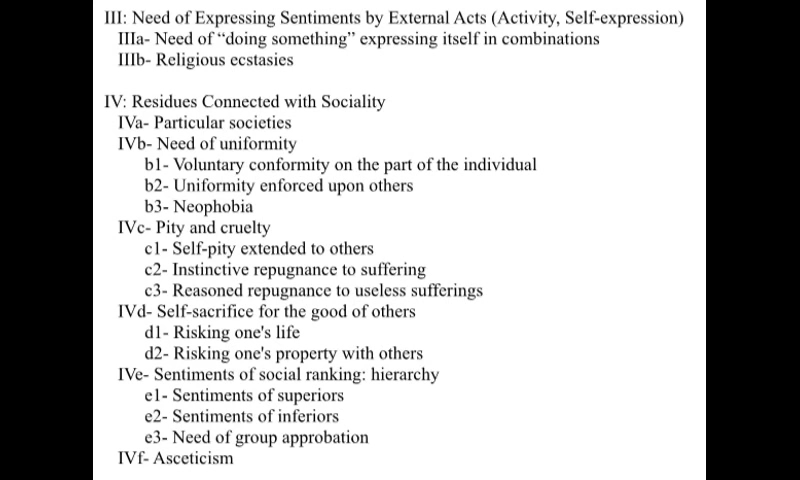 III: Need of Expressing Sentiments by External Acts (Activity, Self-expression)
IIIa- Need of “doing something” expressing itself in combinations
IIIb- Religious ecstasies
IV: Residues Connected with Sociality
IVa- Particular societies
IVb- Need of uniformity
b1- Voluntary conformity on the part of the individual
b2- Uniformity enforced upon others
b3- Neophobia
IVc- Pity and cruelty
c1- Self-pity extended to others
c2- Instinctive repugnance to suffering
c3- Reasoned repugnance to useless sufferings
IVd- Self-sacrifice for the good of others
d1- Risking one's life
d2- Risking one's property with others
IVe- Sentiments of social ranking: hierarchy
e1- Sentiments of superiors
e2- Sentiments of inferiors
e3- Need of group approbation
IVf- Asceticism